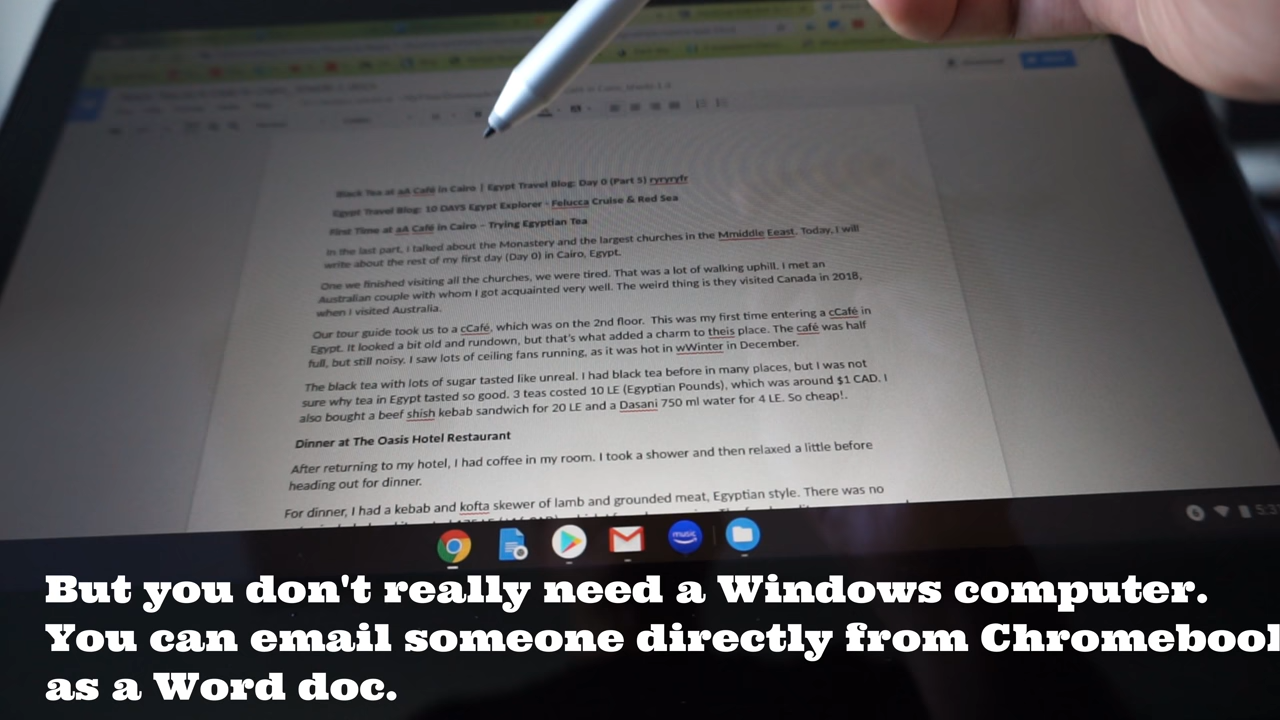 Black Tea at aA Café in Cairo | Egypt Travel Blog: Day 0 (Part 5) ryryryfr
Egypt Travel Blog: 10 DAYS Egypt Explorer - Felucca Cruise & Red Sea
First Time at aA Café in Cairo – Trying Egyptian Tea
In the last part, I talked about the Monastery and the largest churches in the Mmiddle Eeast. Today, I will
write about the rest of my first day (Day 0) in Cairo, Egypt.
One we finished visiting all the churches, we were tired. That was a lot of walking uphill. I met an
Australian couple with whom I got acquainted very well. The weird thing is they visited Canada in 2018,
when I visited Australia.
Our tour guide took us to a cCafé, which was on the 2nd floor. This was my first time entering a cCafé in
Egypt. It looked a bit old and rundown, but that's what added a charm to theis place. The café was half
full, but still noisy. I saw lots of ceiling fans running, as it was hot in wWinter in December.
The black tea with lots of sugar tasted like unreal. I had black tea before in many places, but I was not
sure why tea in Egypt tasted so good. 3 teas costed 10 LE (Egyptian Pounds), which was around $1 CAD. I
also bought a beef shish kebab sandwich for 20 LE and a Dasani 750 ml water for 4 LE. So cheap!.
Dinner at The Oasis Hotel Restaurant
After returning to my hotel, I had coffee in my room. I took a shower and then relaxed a little before
heading out for dinner.
For dinner, I had a kebab and kofta skewer of lamb and grounded meat, Egyptian style. There was no
music
But you don't really need a Windows computer.
You can email someone directly from Chromebook
as a Word doc.